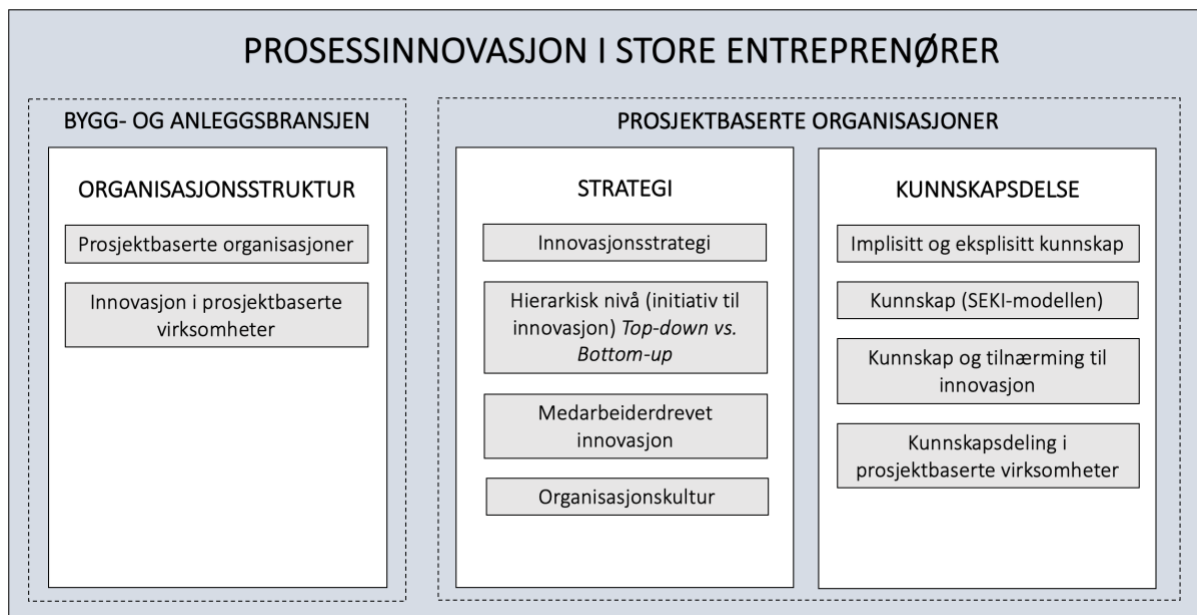 PROSESSINNOVASJON I STORE ENTREPRENØRER
BYGG- OG ANLEGGSBRANSJEN
ORGANISASJONSSTRUKTUR
Prosjektbaserte organisasjoner
Innovasjon i prosjektbaserte
virksomheter
PROSJEKTBASERTE ORGANISASJONER
STRATEGI
Innovasjonsstrategi
Hierarkisk nivå (initiativ til
innovasjon) Top-down vs.
Bottom-up
Medarbeiderdrevet
innovasjon
Organisasjonskultur
KUNNSKAPSDELSE
Implisitt og eksplisitt kunnskap
Kunnskap (SEKI-modellen)
Kunnskap og tilnærming til
innovasjon
Kunnskapsdeling i
prosjektbaserte virksomheter